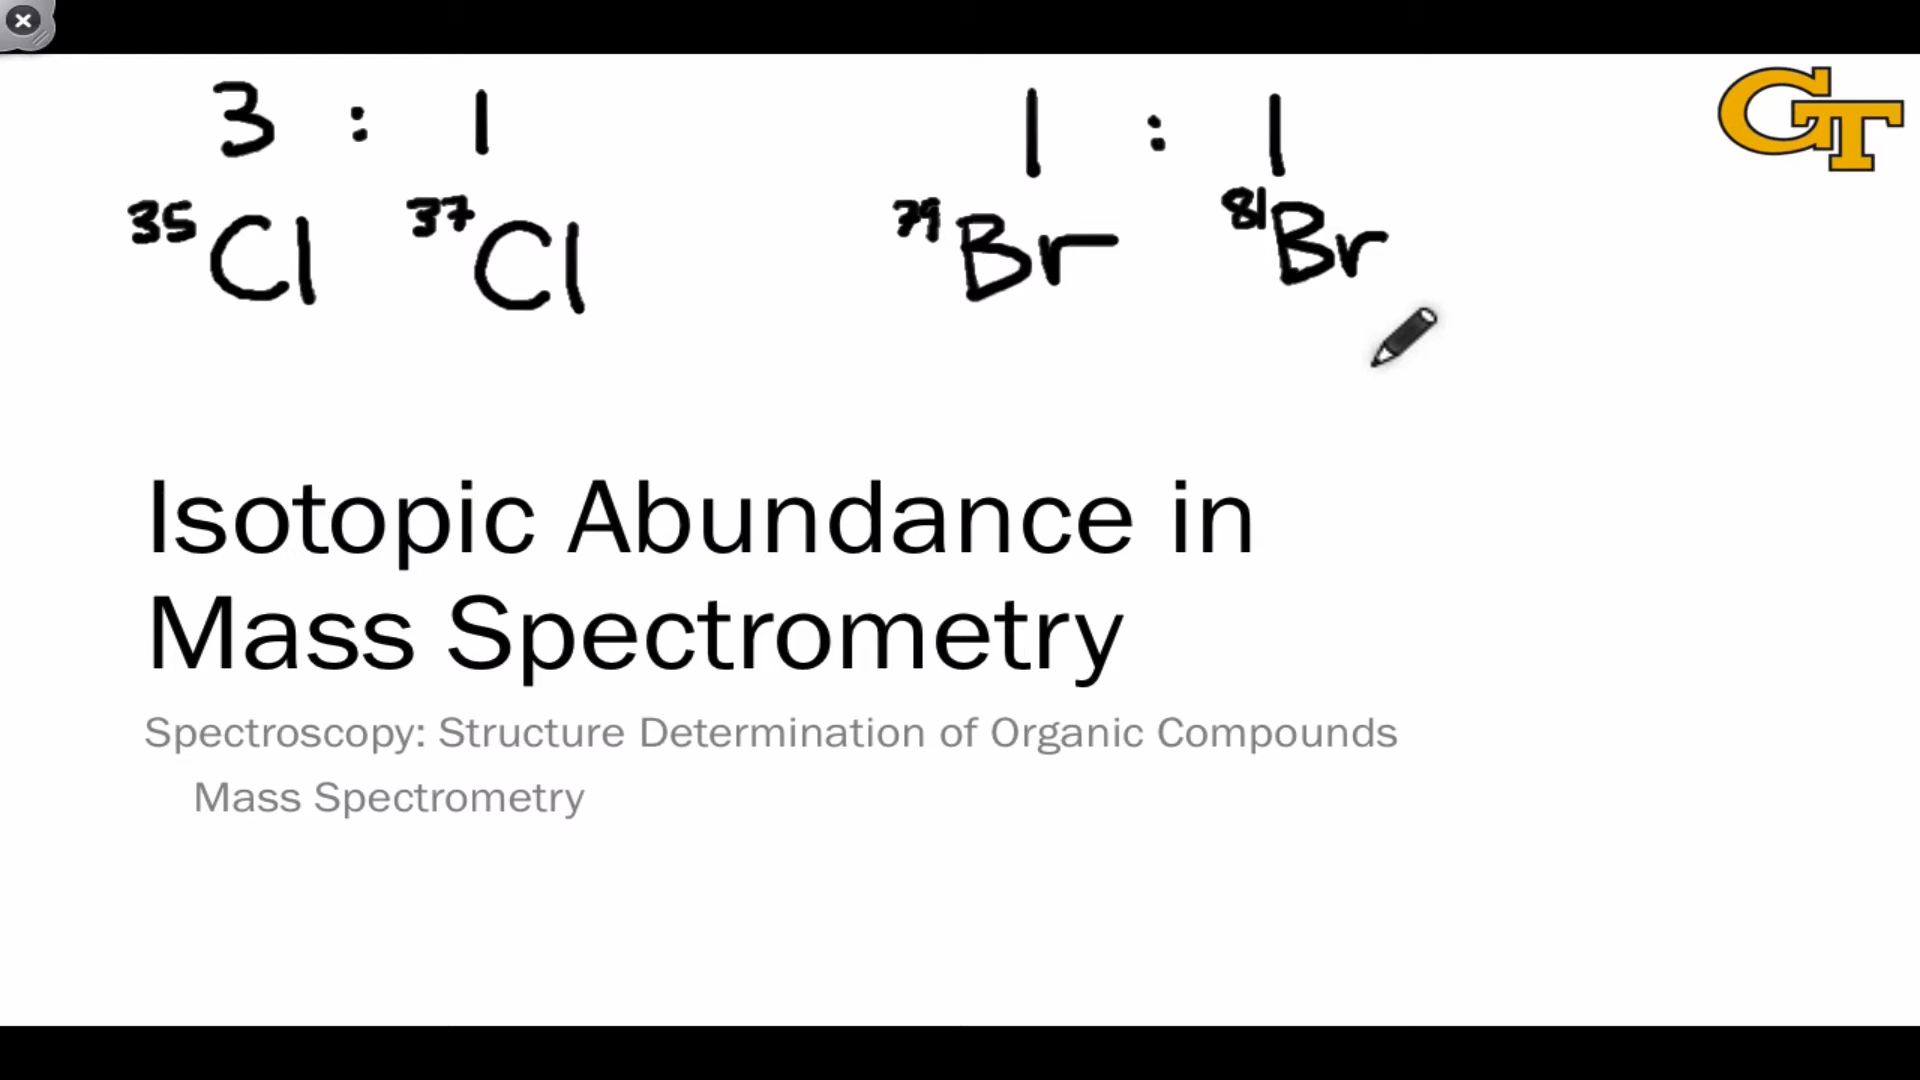 3 : 1 1 : 1
³⁵Cl ³⁷Cl ⁷⁹Br ⁸¹Br
GT
Isotopic Abundance in
Mass Spectrometry
Spectroscopy: Structure Determination of Organic Compounds
Mass Spectrometry